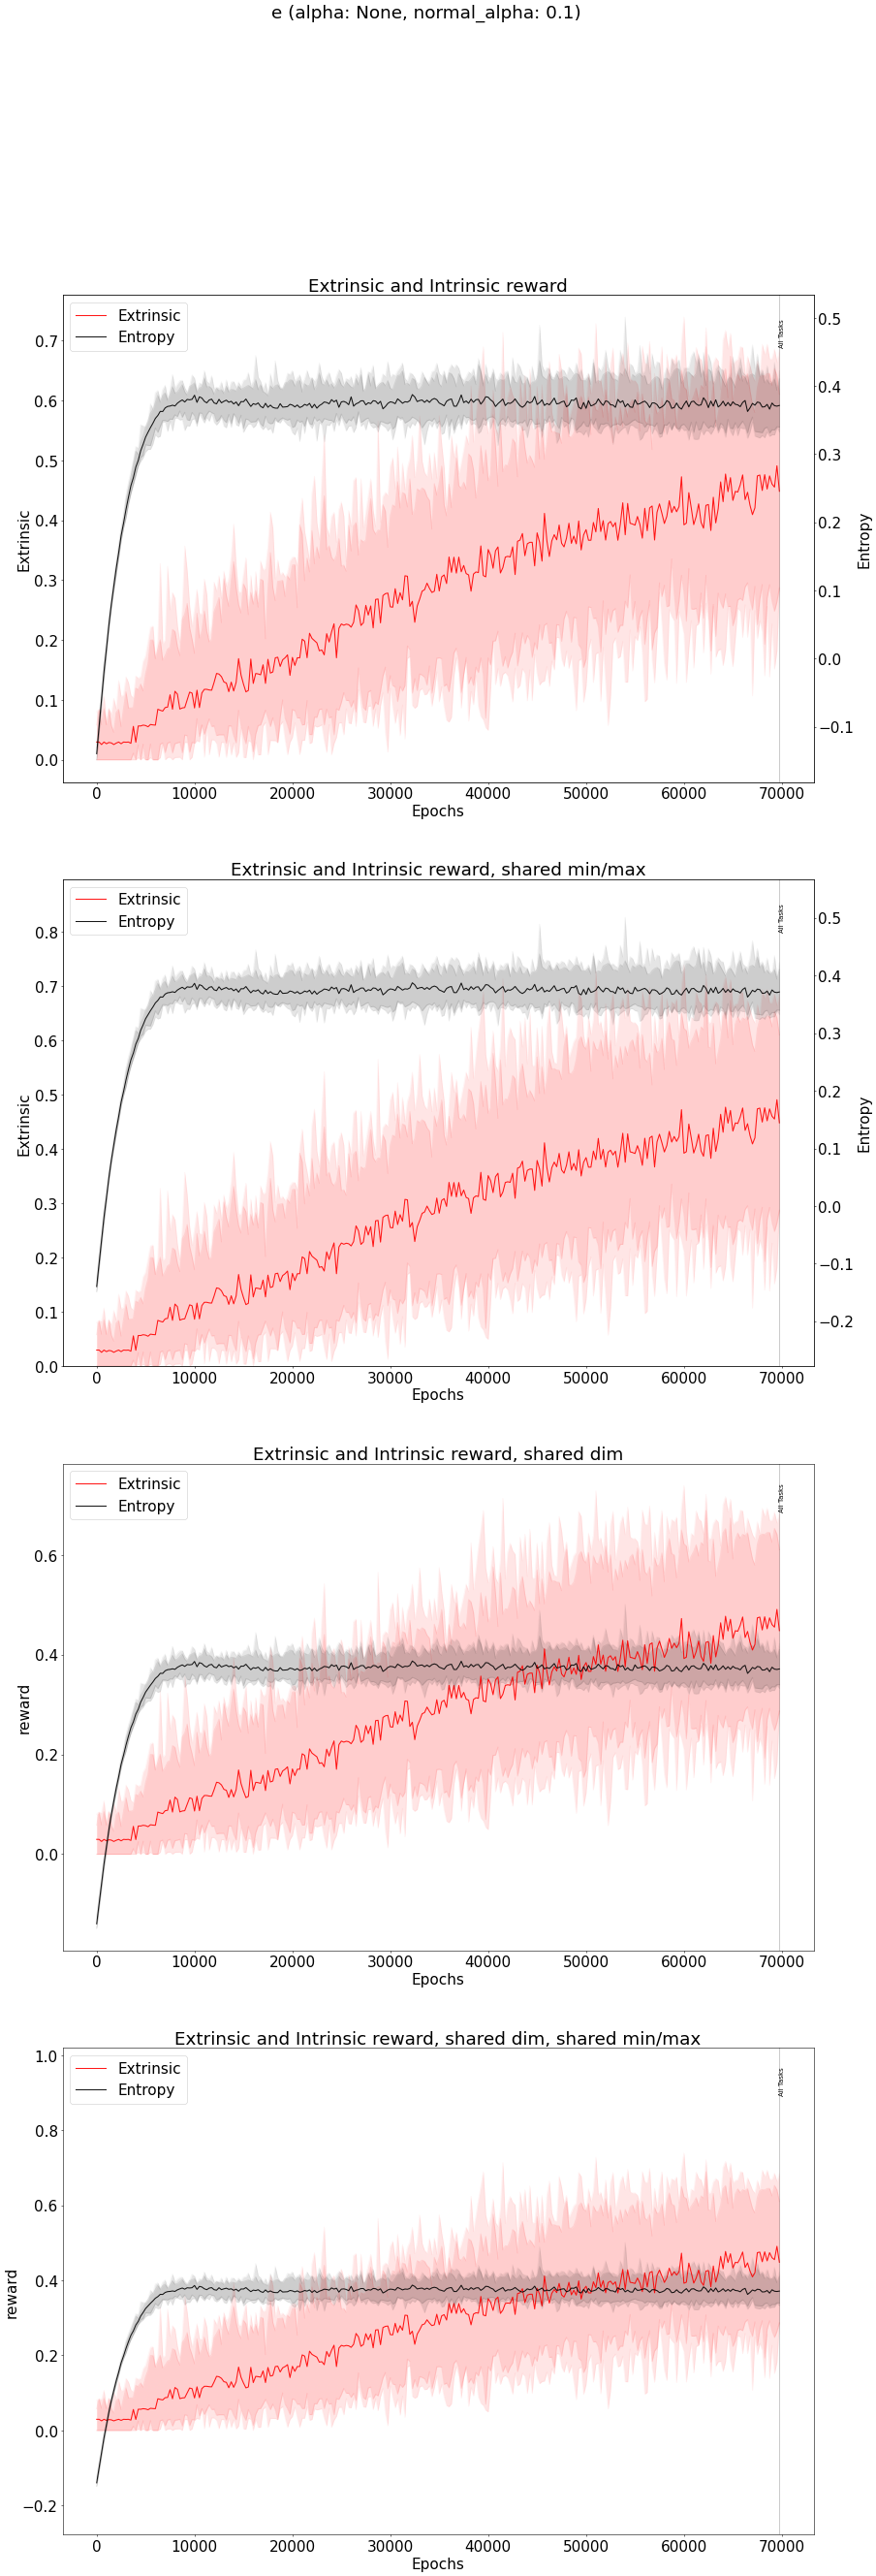 e (alpha: None, normal_alpha: 0.1)
Extrinsic and Intrinsic reward
Extrinsic
Entropy
All Tasks
0.7
0.6
0.5
0.4
0.3
0.2
0.1
0.0
Extrinsic
0.5
0.4
0.3
0.2
0.1
0.0
−0.1
Entropy
0 10000 20000 30000 40000 50000 60000 70000
Epochs
Extrinsic and Intrinsic reward, shared min/max
Extrinsic
Entropy
All Tasks
0.8
0.7
0.6
0.5
0.4
0.3
0.2
0.1
0.0
Extrinsic
0.5
0.4
0.3
0.2
0.1
0.0
−0.1
−0.2
Entropy
0 10000 20000 30000 40000 50000 60000 70000
Epochs
Extrinsic and Intrinsic reward, shared dim
Extrinsic
Entropy
All Tasks
0.6
0.4
0.2
0.0
reward
0 10000 20000 30000 40000 50000 60000 70000
Epochs
Extrinsic and Intrinsic reward, shared dim, shared min/max
Extrinsic
Entropy
All Tasks
1.0
0.8
0.6
0.4
0.2
0.0
−0.2
reward
0 10000 20000 30000 40000 50000 60000 70000
Epochs